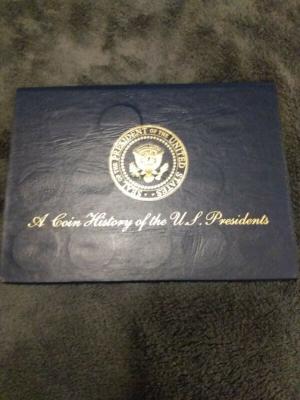 SEAL OF THE PRESIDENT OF THE UNITED STATES
A Coin History of the U.S. Presidents